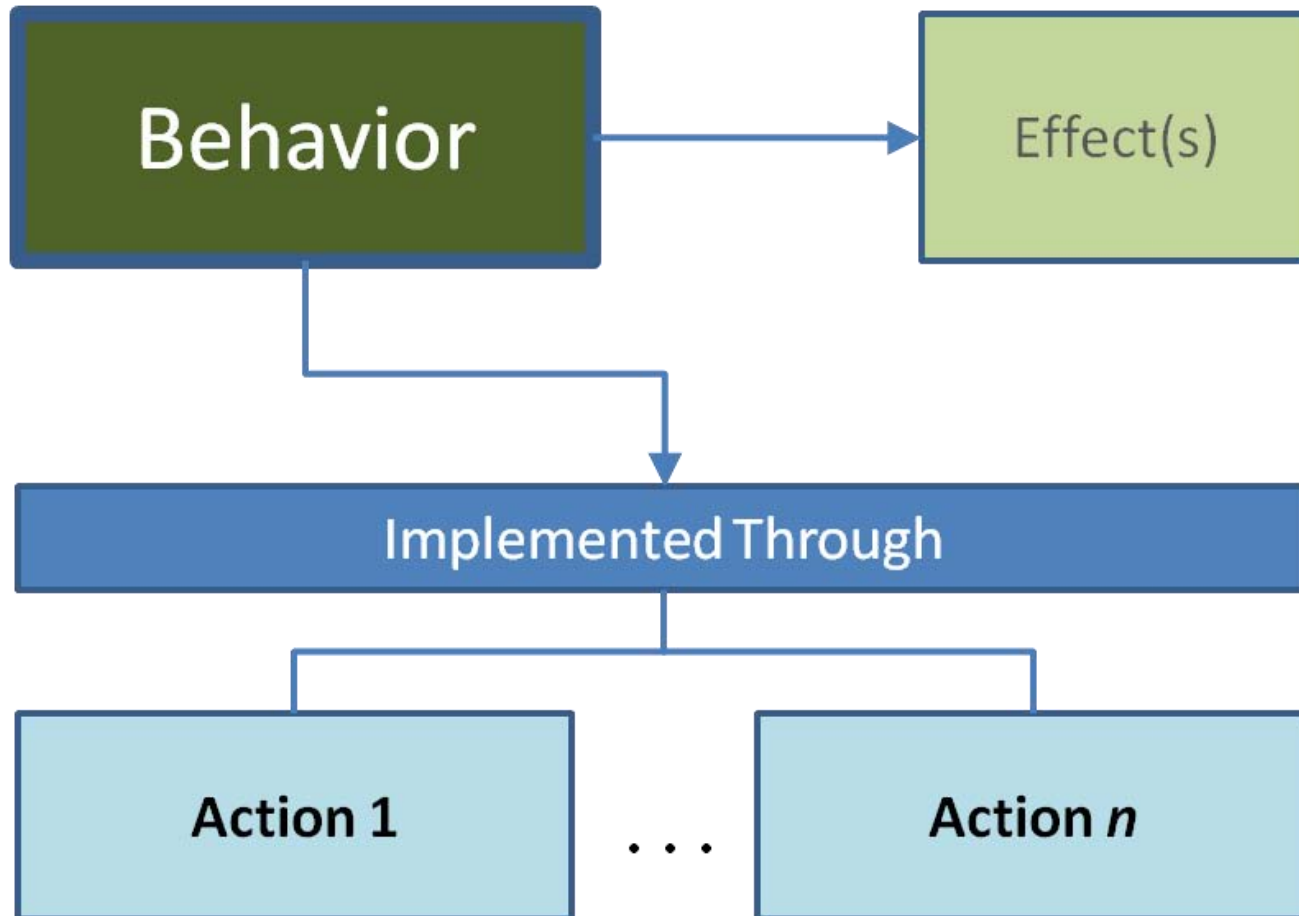 Behavior
Effect(s)
Implemented Through
Action 1
. . .
Action n